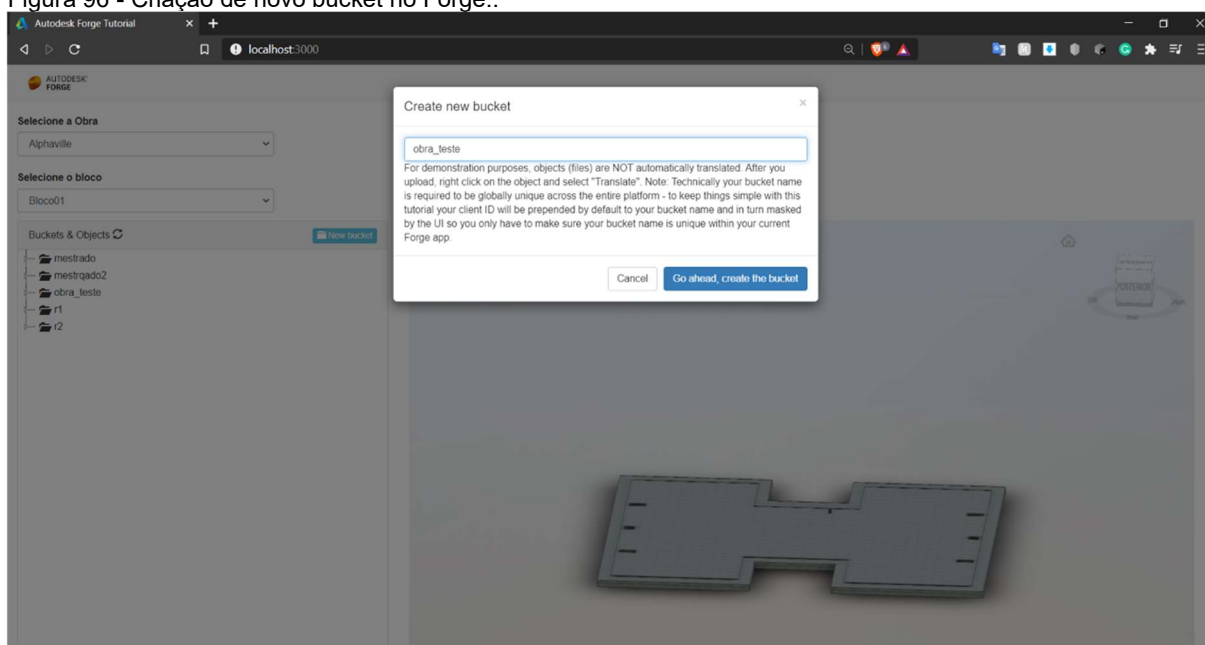 Figura 96 - Criação de novo bucket no Forge..
Autodesk Forge Tutorial
localhost:3000
AUTODESK®
FORGE
Selecione a Obra
Alphaville
Selecione o bloco
Bloco01
Buckets & Objects
New bucket
mestrado
mestrqado2
obra_teste
r1
r2
Create new bucket
obra_teste
For demonstration purposes, objects (files) are NOT automatically translated. After you
upload, right click on the object and select "Translate". Note: Technically your bucket name
is required to be globally unique across the entire platform - to keep things simple with this
tutorial your client ID will be prepended by default to your bucket name and in turn masked
by the UI so you only have to make sure your bucket name is unique within your current
Forge app.
Cancel
Go ahead, create the bucket
POSTERIOR